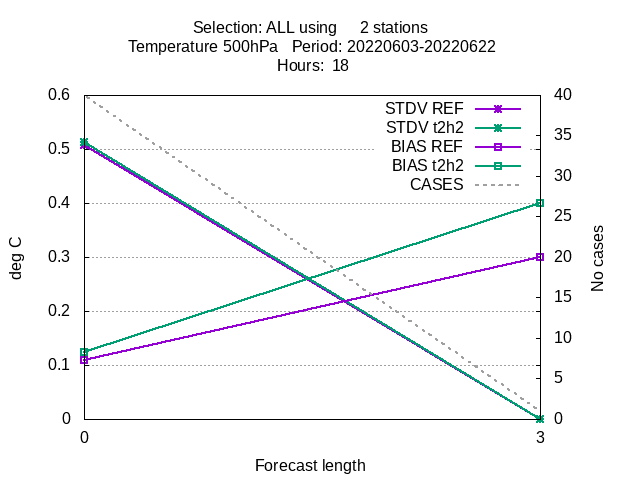 Selection: ALL using 2 stations
Temperature 500hPa Period: 20220603-20220622
Hours: 18
STDV REF
STDV t2h2
BIAS REF
BIAS t2h2
CASES
deg C
0.6
0.5
0.4
0.3
0.2
0.1
0
40
35
30
25
20
15
10
5
0
No cases
0
3
Forecast length